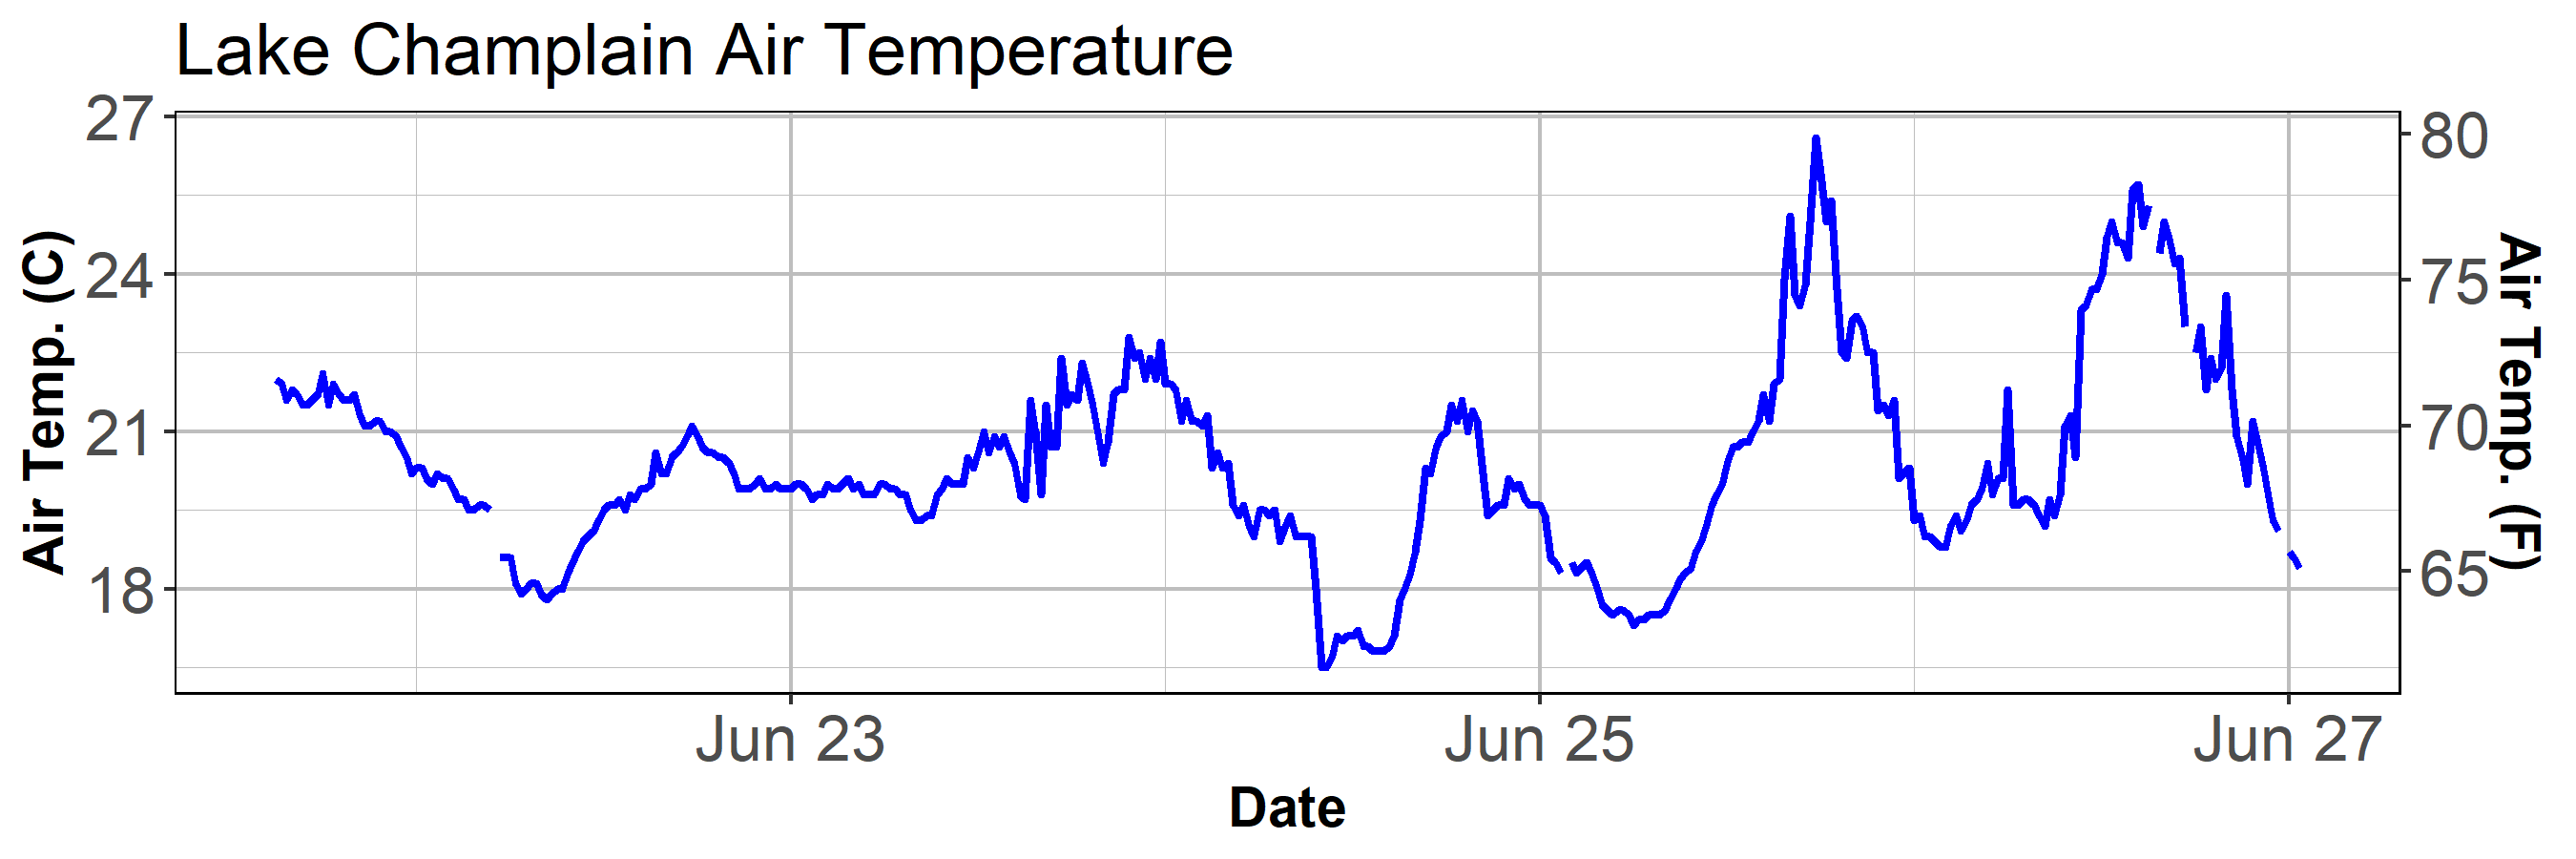 Lake Champlain Air Temperature
27
24
21
18
Air Temp. (C)
80
75
70
65
Air Temp. (F)
Jun 23
Jun 25
Jun 27
Date